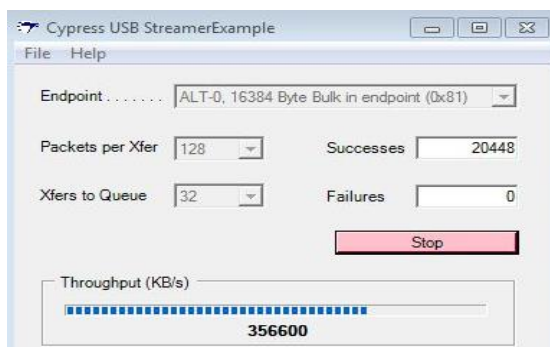 Cypress USB StreamerExample
File Help
Endpoint . . . . . . . ALT-0, 16384 Byte Bulk in endpoint (0x81)
Packets per Xfer 128 Successes 20448
Xfers to Queue 32 Failures 0
Stop
Throughput (KB/s)
356600